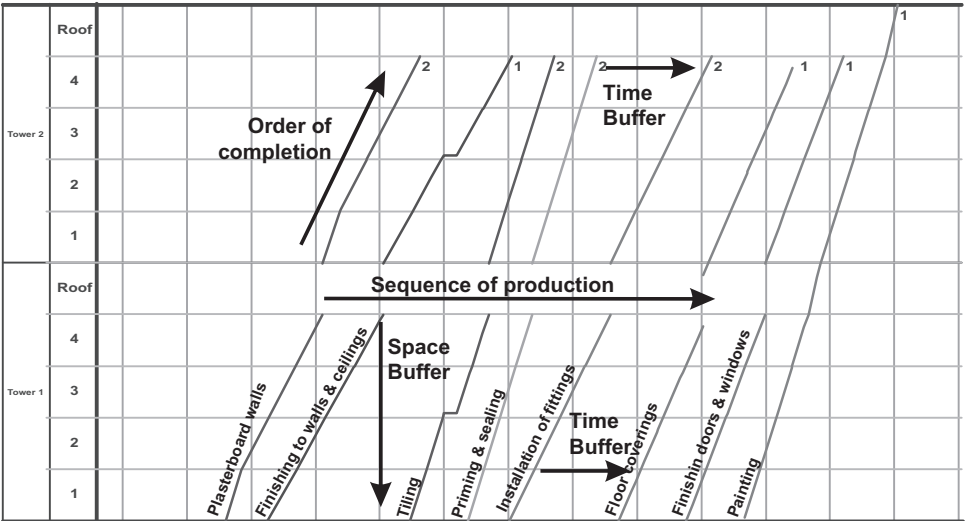 Roof
1
4
2
1
2
2
2
1
1
Time
Buffer
Tower 2
3
Order of
completion
2
1
Roof
Sequence of production
4
Space
Buffer
Tower 1
3
2
1
Plasterboard walls
Finishing to walls & ceilings
Tiling
Priming & sealing
Installation of fittings
Time
Buffer
Floor coverings
Finishin doors & windows
Painting